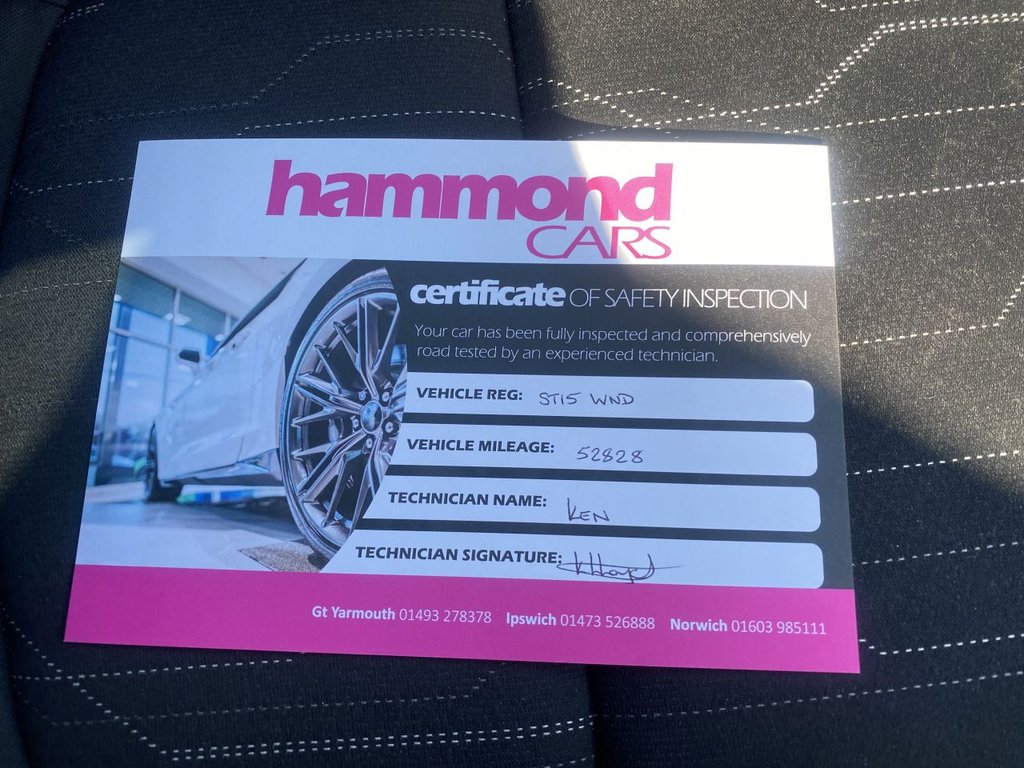 hammond
CARS
certificate OF SAFETY INSPECTION
Your car has been fully inspected and comprehensively
road tested by an experienced technician.
VEHICLE REG: ST15 WND
VEHICLE MILEAGE: 52828
TECHNICIAN NAME: KEN
TECHNICIAN SIGNATURE:
Gt Yarmouth 01493 278378 Ipswich 01473 526888 Norwich 01603 985111